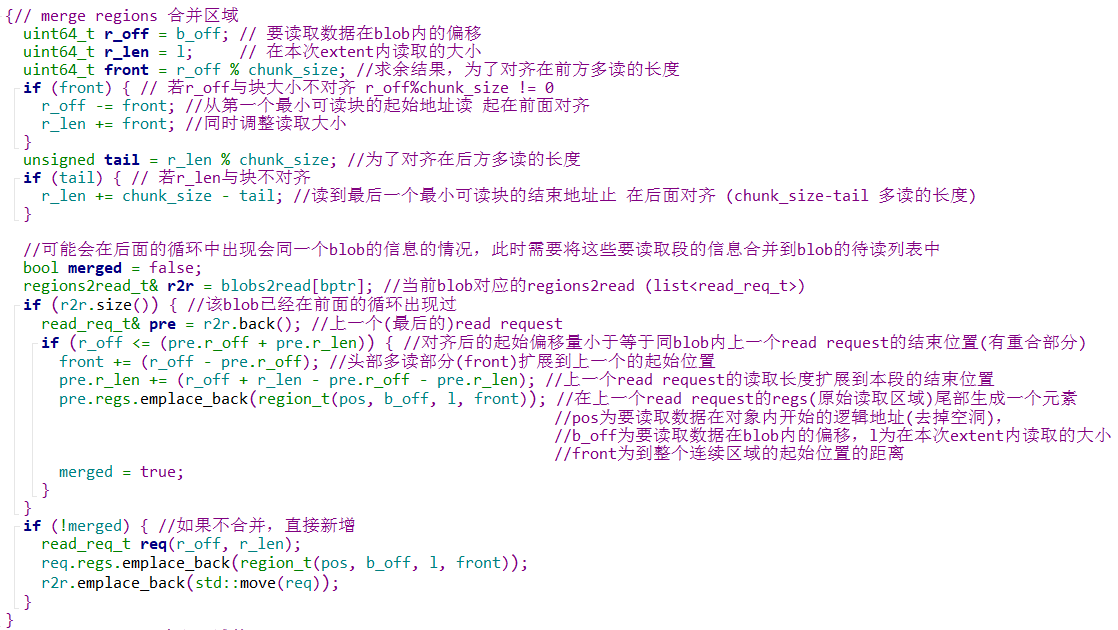 {// merge regions 合并区域
  uint64_t r_off = b_off; // 要读取数据在blob内的偏移
  uint64_t r_len = l;     // 在本次extent内读取的大小
  uint64_t front = r_off % chunk_size; //求余结果，为了对齐在前方多读的长度
  if (front) { // 若r_off与块大小不对齐 r_off%chunk_size != 0
    r_off -= front; //从第一个最小可读块的起始地址读 起在前面对齐
    r_len += front; //同时调整读取大小
  }
  unsigned tail = r_len % chunk_size; //为了对齐在后方多读的长度
  if (tail) { // 若r_len与块不对齐
    r_len += chunk_size - tail; //读到最后一个最小可读块的结束地址止 在后面对齐 (chunk_size-tail 多读的长度)
  }

  //可能会在后面的循环中出现会同一个blob的信息的情况，此时需要将这些要读取段的信息合并到blob的待读列表中
  bool merged = false;
  regions2read_t& r2r = blobs2read[bptr]; //当前blob对应的regions2read (list<read_req_t>)
  if (r2r.size()) { //该blob已经在前面的循环出现过
    read_req_t& pre = r2r.back(); //上一个(最后的)read request
    if (r_off <= (pre.r_off + pre.r_len)) { //对齐后的起始偏移量小于等于同blob内上一个read request的结束位置(有重合部分)
      front += (r_off - pre.r_off); //头部多读部分(front)扩展到上一个的起始位置
      pre.r_len += (r_off + r_len - pre.r_off - pre.r_len); //上一个read request的读取长度扩展到本段的结束位置
      pre.regs.emplace_back(region_t(pos, b_off, l, front)); //在上一个read request的regs(原始读取区域)尾部生成一个元素
                                                             //pos为要读取数据在对象内开始的逻辑地址(去掉空洞)，
                                                             //b_off为要读取数据在blob内的偏移，l为在本次extent内读取的大小
                                                             //front为到整个连续区域的起始位置的距离
      merged = true;
    }
  }
  if (!merged) { //如果不合并，直接新增
    read_req_t req(r_off, r_len);
    req.regs.emplace_back(region_t(pos, b_off, l, front));
    r2r.emplace_back(std::move(req));
  }
}